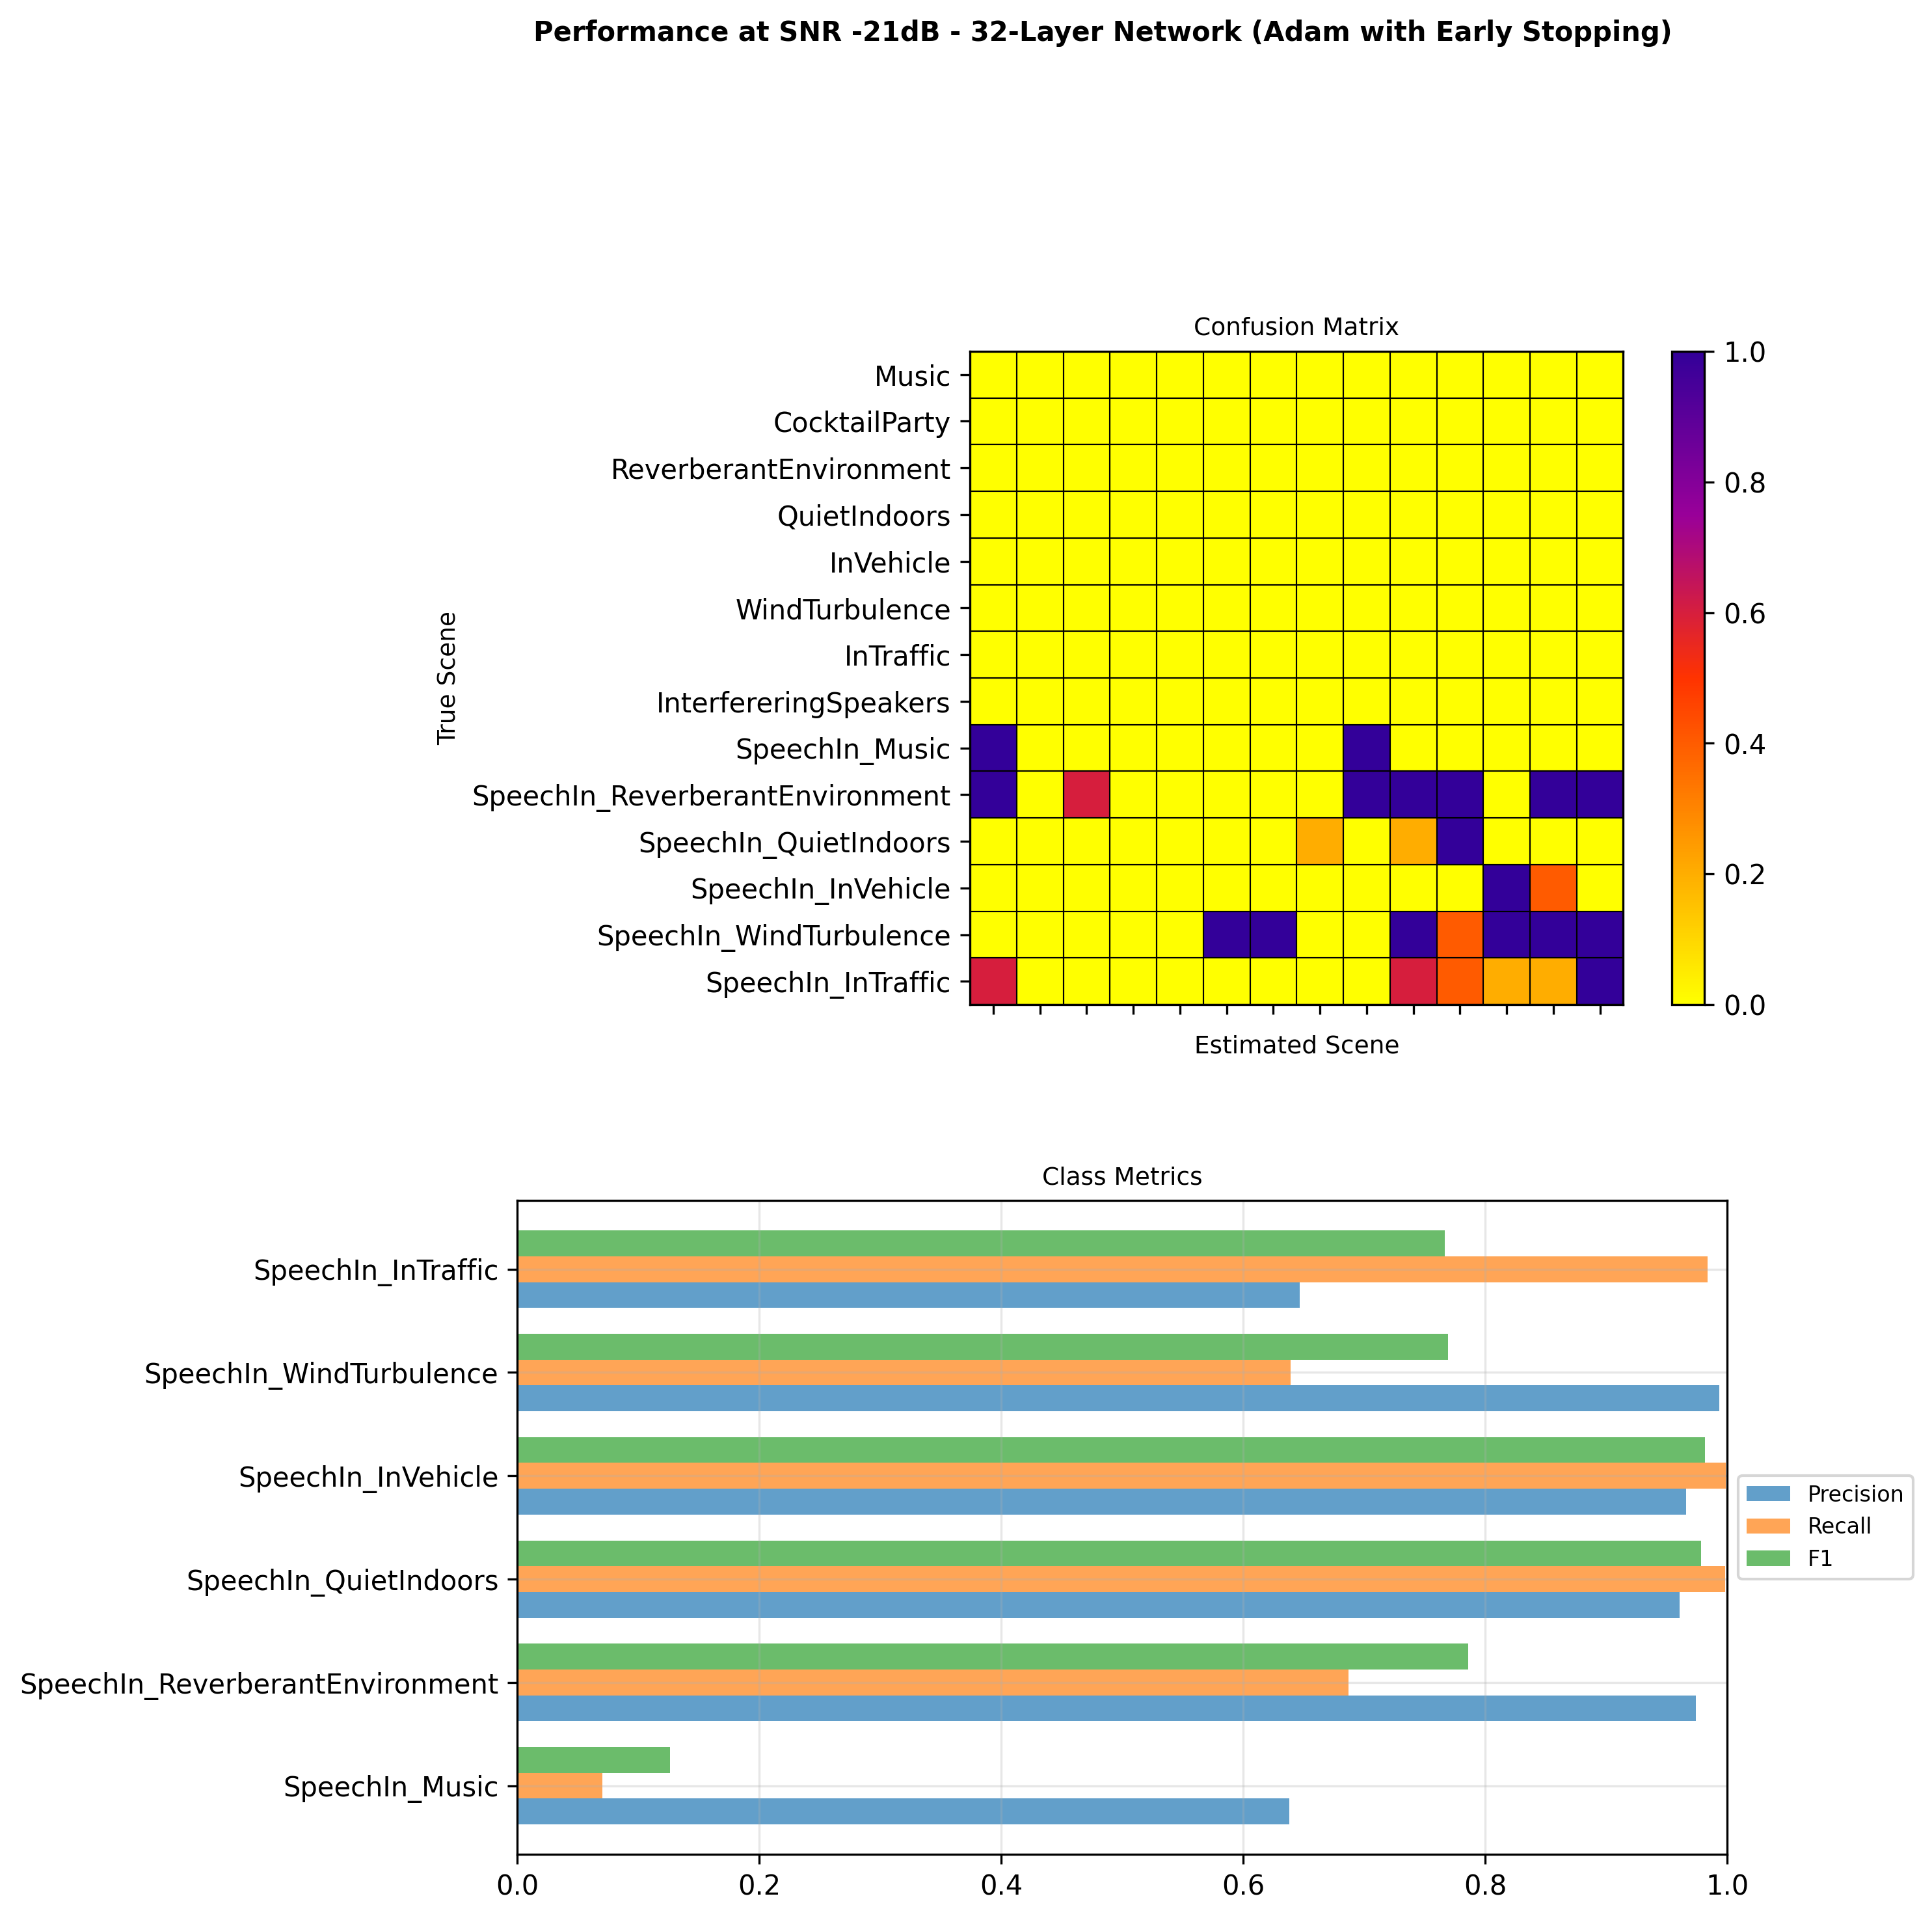 Performance at SNR -21dB - 32-Layer Network (Adam with Early Stopping)
Confusion Matrix
True Scene
Music
CocktailParty
ReverberantEnvironment
QuietIndoors
InVehicle
WindTurbulence
InTraffic
InterfereringSpeakers
SpeechIn_Music
SpeechIn_ReverberantEnvironment
SpeechIn_QuietIndoors
SpeechIn_InVehicle
SpeechIn_WindTurbulence
SpeechIn_InTraffic
Estimated Scene
1.0
0.8
0.6
0.4
0.2
0.0
Class Metrics
SpeechIn_InTraffic
SpeechIn_WindTurbulence
SpeechIn_InVehicle
SpeechIn_QuietIndoors
SpeechIn_ReverberantEnvironment
SpeechIn_Music
0.0 0.2 0.4 0.6 0.8 1.0
Precision
Recall
F1